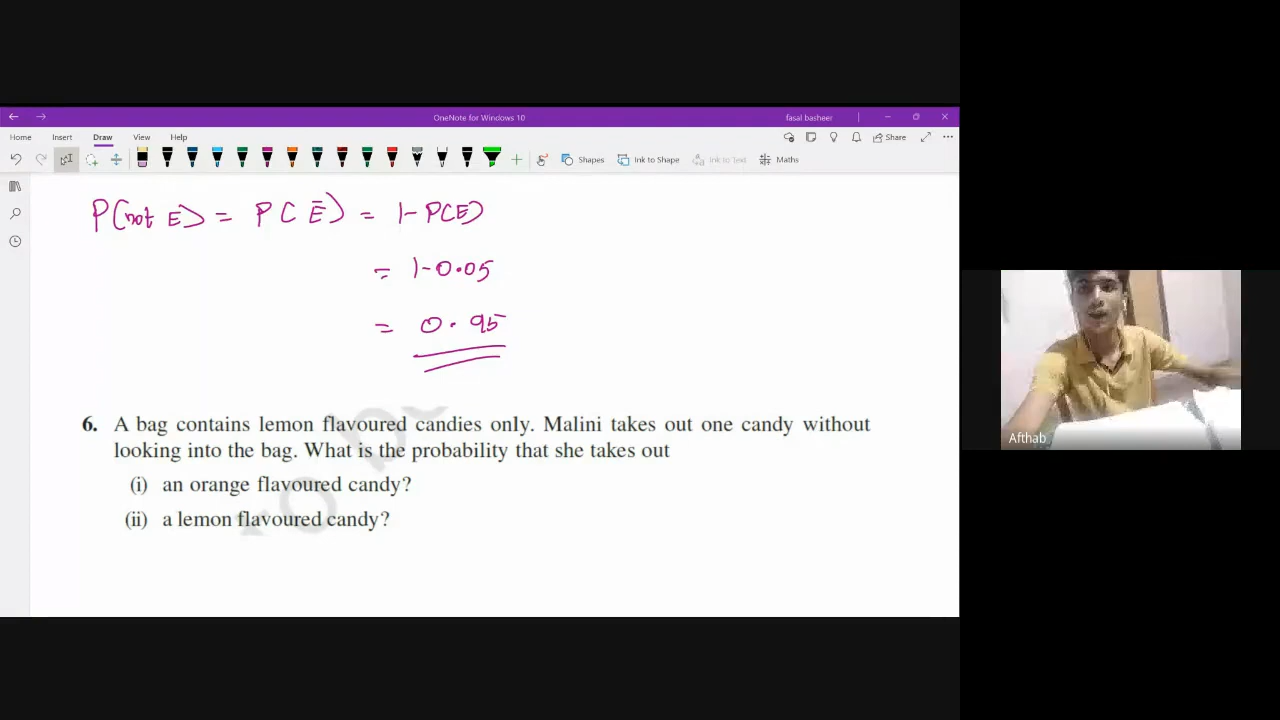 OneNote for Windows 10
fasal basheer
Home Insert Draw View Help
Share
Shapes Ink to Shape Ink to Text Maths
P(not E) = P(Ē) = 1-P(E)
= 1-0.05
= 0.95
6. A bag contains lemon flavoured candies only. Malini takes out one candy without
looking into the bag. What is the probability that she takes out
(i) an orange flavoured candy?
(ii) a lemon flavoured candy?
Afthab